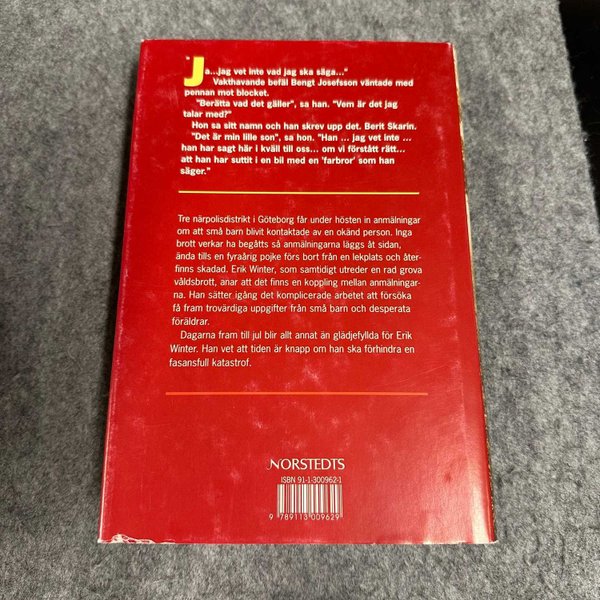 "Ja...jag vet inte vad jag ska säga..."
Vakthavande befäl Bengt Josefsson väntade med
pennan mot blocket.
"Berätta vad det gäller", sa han. "Vem är det jag
talar med?"
Hon sa sitt namn och han skrev upp det. Berit Skarin.
"Det är min lille son", sa hon. "Han ... jag vet inte ...
han har sagt här i kväll till oss... om vi förstått rätt...
att han har suttit i en bil med en 'farbror' som han
säger."
Tre närpolisdistrikt i Göteborg får under hösten in anmälningar
om att små barn blivit kontaktade av en okänd person. Inga
brott verkar ha begåtts så anmälningarna läggs åt sidan,
ända tills en fyraårig pojke förs bort från en lekplats och åter-
finns skadad. Erik Winter, som samtidigt utreder en rad grova
våldsbrott, anar att det finns en koppling mellan anmälningar-
na. Han sätter igång det komplicerade arbetet att försöka
få fram trovärdiga uppgifter från små barn och desperata
föräldrar.
Dagarna fram till jul blir allt annat än glädjefyllda för Erik
Winter. Han vet att tiden är knapp om han ska förhindra en
fasansfull katastrof.
NORSTEDTS
ISBN 91-1-300962-1
9 789113 009629